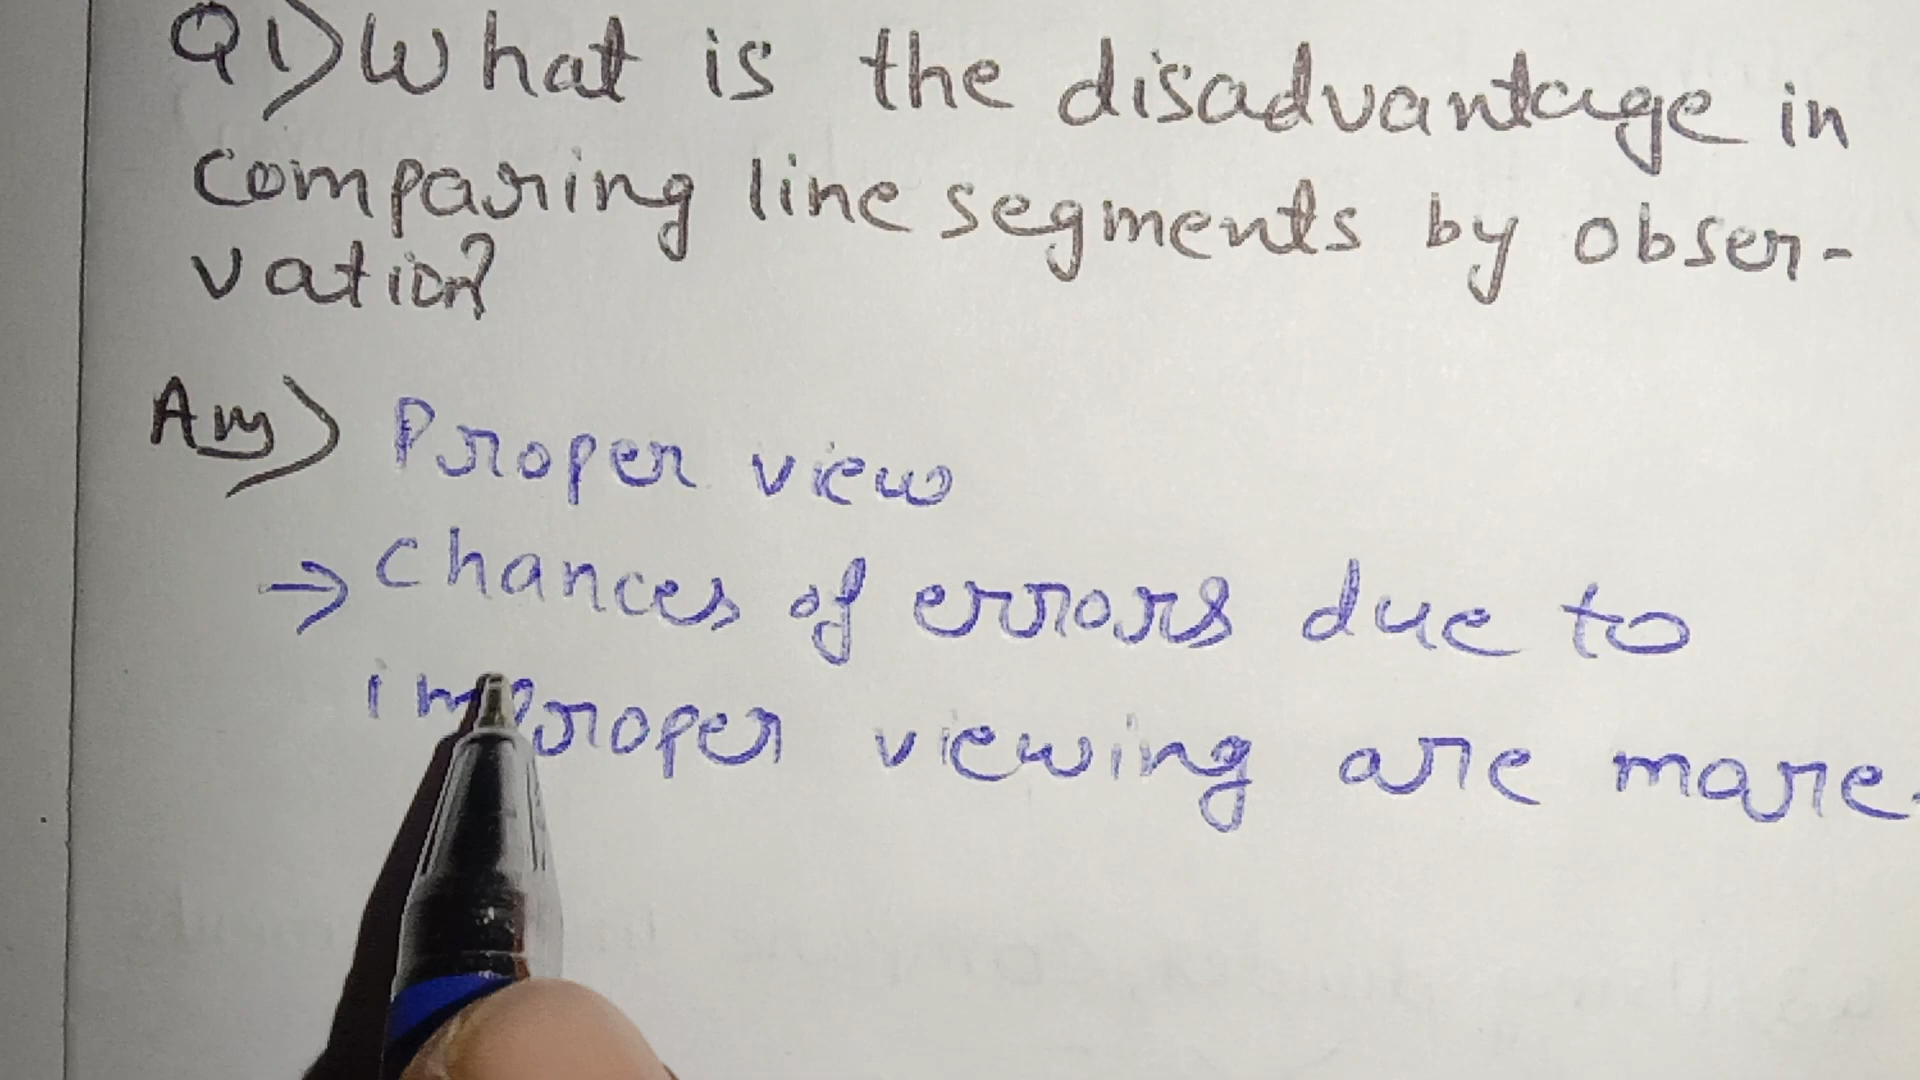 Q1) What is the disadvantage in
comparing line segments by obser-
vation?
Ans) Proper view
→ Chances of errors due to
improper viewing are more.